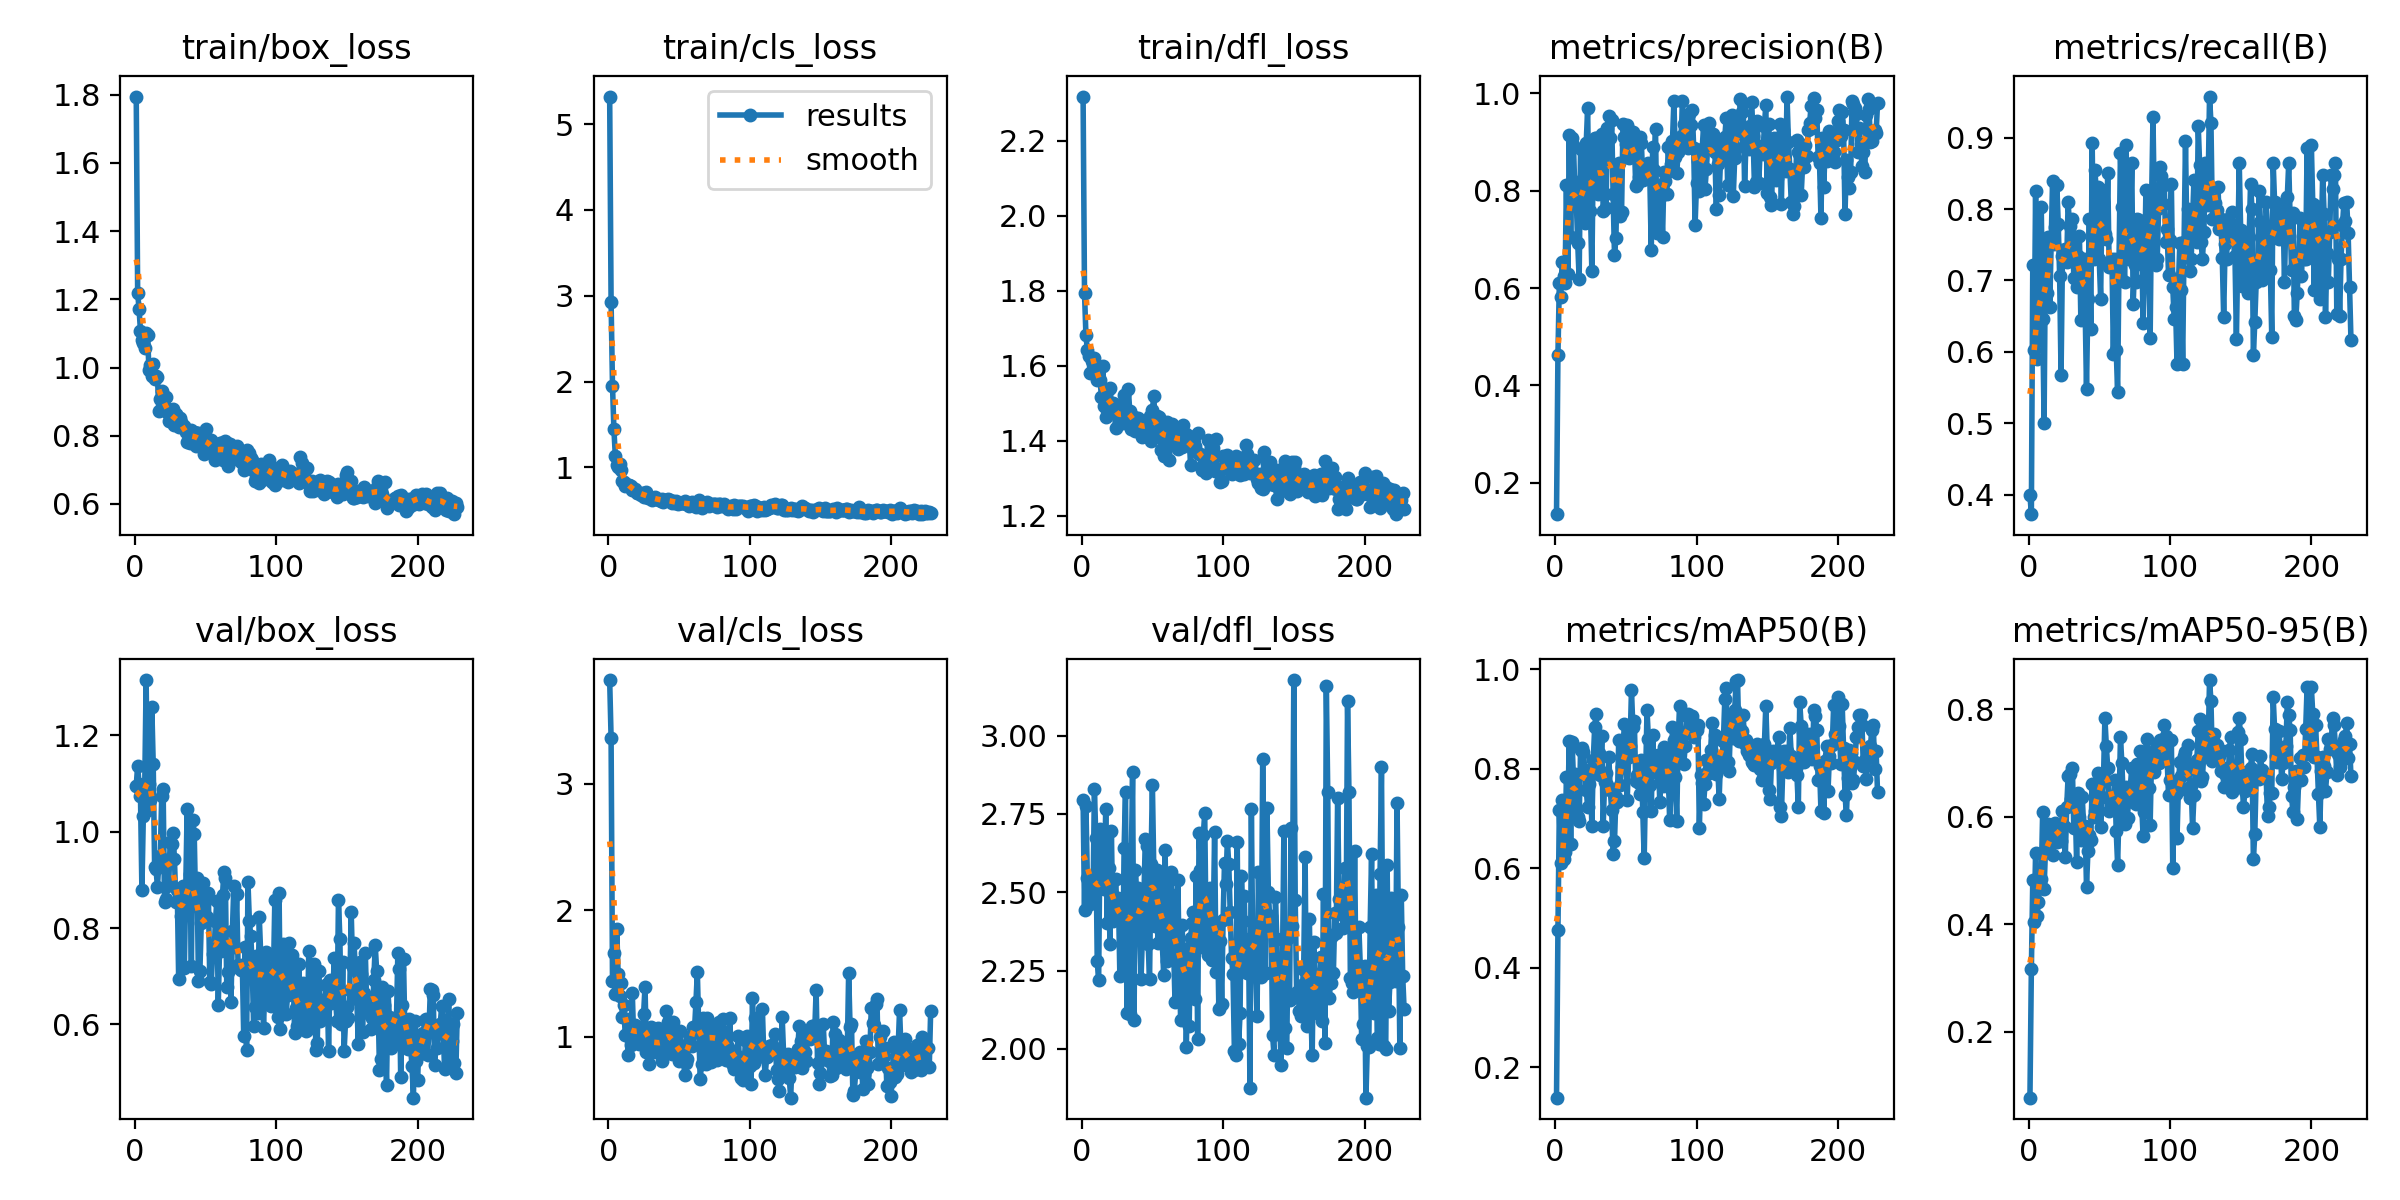 train/box_loss
1.8
1.6
1.4
1.2
1.0
0.8
0.6
0 100 200
train/cls_loss
results
smooth
5
4
3
2
1
0 100 200
train/dfl_loss
2.2
2.0
1.8
1.6
1.4
1.2
0 100 200
metrics/precision(B)
1.0
0.8
0.6
0.4
0.2
0 100 200
metrics/recall(B)
0.9
0.8
0.7
0.6
0.5
0.4
0 100 200
val/box_loss
1.2
1.0
0.8
0.6
0 100 200
val/cls_loss
3
2
1
0 100 200
val/dfl_loss
3.00
2.75
2.50
2.25
2.00
0 100 200
metrics/mAP50(B)
1.0
0.8
0.6
0.4
0.2
0 100 200
metrics/mAP50-95(B)
0.8
0.6
0.4
0.2
0 100 200